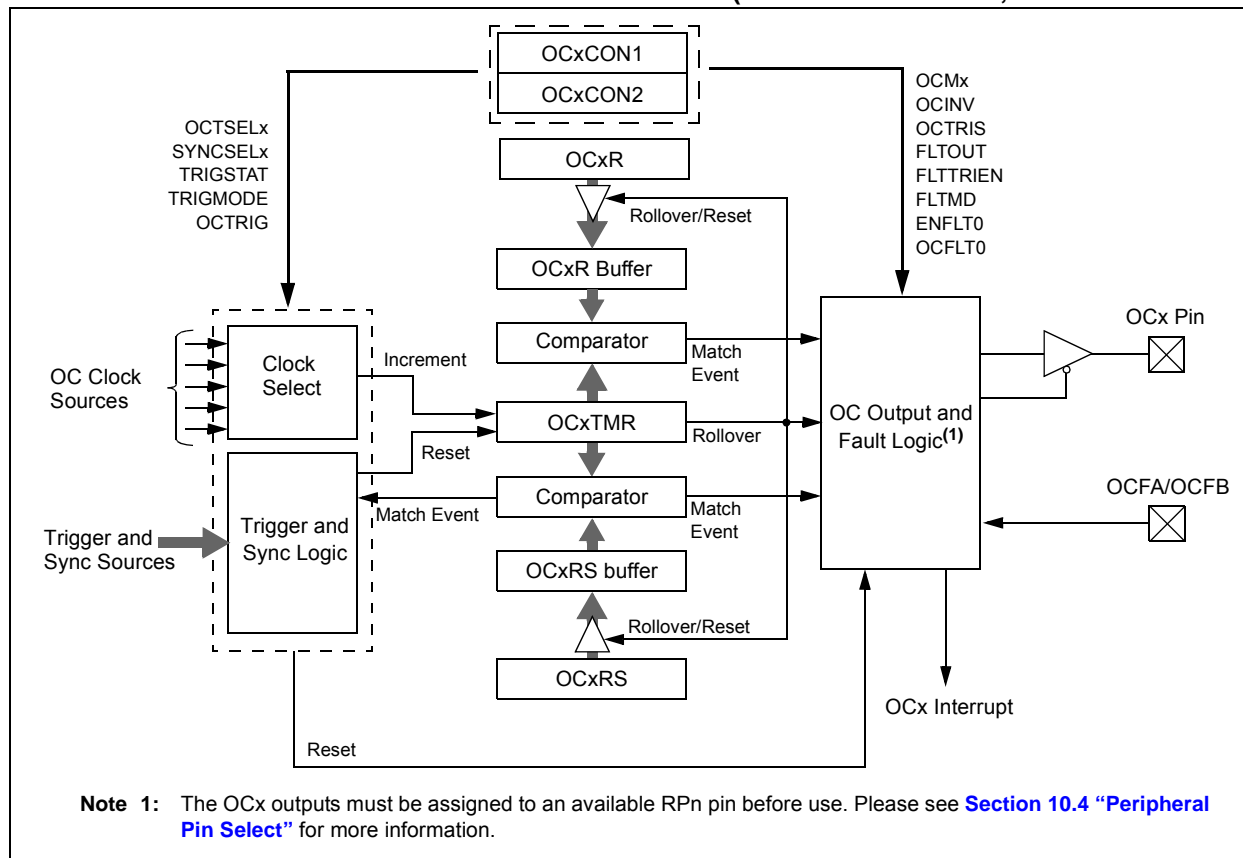 OCxCON1
OCxCON2
OCTSELx
SYNCSELx
TRIGSTAT
TRIGMODE
OCTRIG
OCMx
OCINV
OCTRIS
FLTOUT
FLTTRIEN
FLTMD
ENFLT0
OCFLT0
OCxR
Rollover/Reset
OCxR Buffer
OC Clock
Sources
Clock
Select
Increment
Comparator
Match
Event
OCxTMR
Rollover
Reset
OC Output and
Fault Logic(1)
OCx Pin
Trigger and
Sync Sources
Trigger and
Sync Logic
Match Event
Comparator
Match
Event
OCFA/OCFB
OCxRS buffer
Rollover/Reset
OCxRS
OCx Interrupt
Reset
Note 1: The OCx outputs must be assigned to an available RPn pin before use. Please see Section 10.4 “Peripheral
Pin Select” for more information.